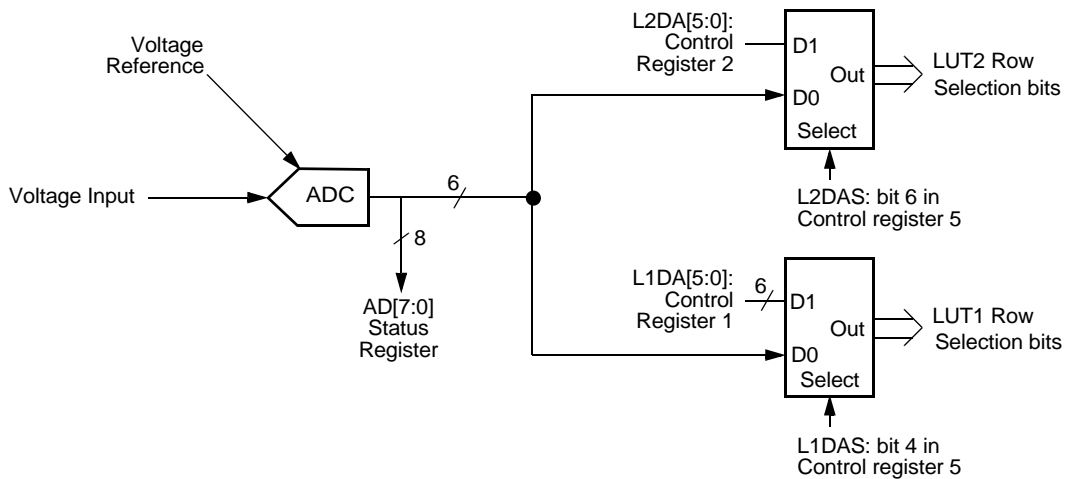 Voltage
Reference
Voltage Input
ADC
6
8
AD[7:0]
Status
Register
L2DA[5:0]:
Control
Register 2
D1
Out
D0
Select
LUT2 Row
Selection bits
L2DAS: bit 6 in
Control register 5
L1DA[5:0]:
Control
Register 1
6
D1
Out
D0
Select
LUT1 Row
Selection bits
L1DAS: bit 4 in
Control register 5